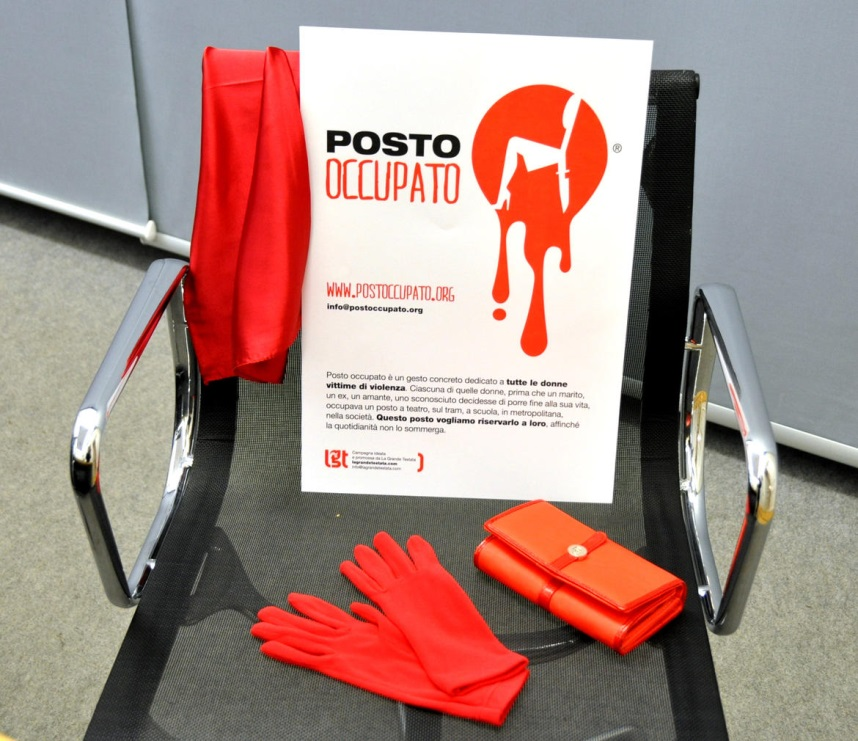 POSTO
OCCUPATO
®
WWW.POSTOCCUPATO.ORG
info@postoccupato.org
Posto occupato è un gesto concreto dedicato a tutte le donne
vittime di violenza. Ciascuna di quelle donne, prima che un marito,
un ex, un amante, uno sconosciuto decidesse di porre fine alla sua vita,
occupava un posto a teatro, sul tram, a scuola, in metropolitana,
nella società. Questo posto vogliamo riservarlo a loro, affinché
la quotidianità non lo sommerga.
lgt
Campagna ideata
e promossa da La Grande Testata
lagrandetestata.com
info@lagrandetestata.com